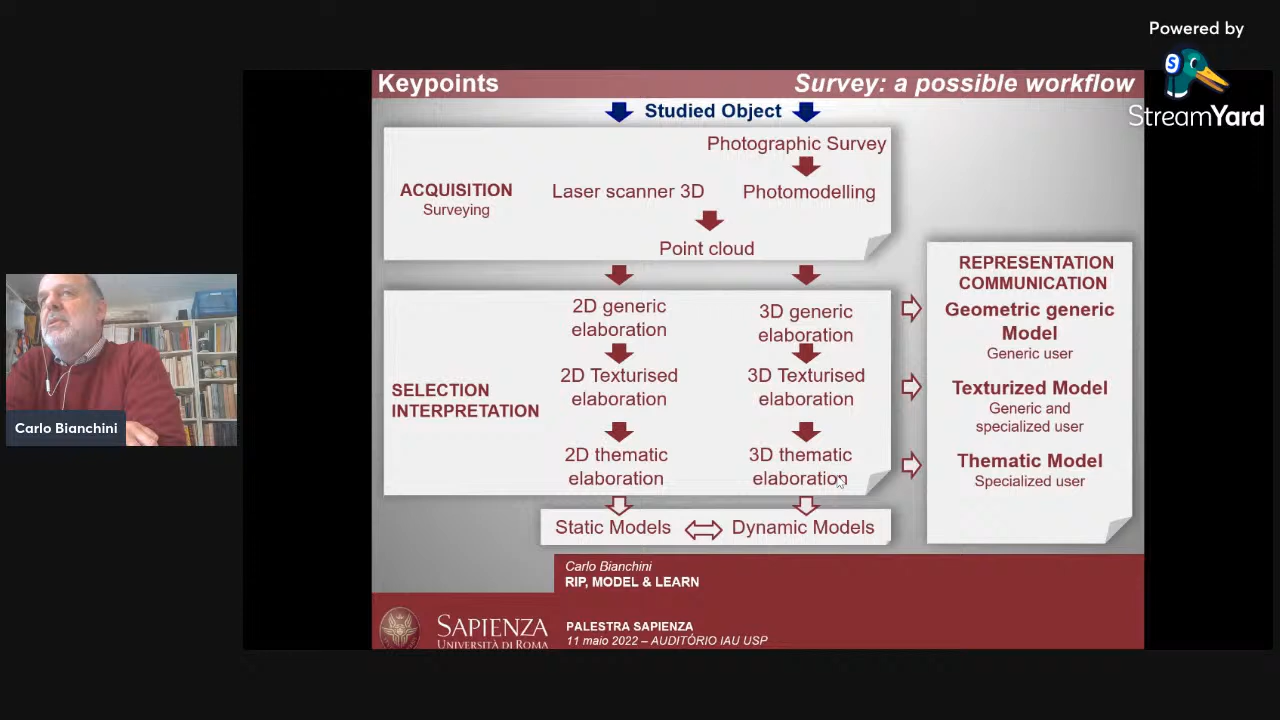 Powered by
StreamYard
Keypoints
Survey: a possible workflow
Studied Object
Photographic Survey
ACQUISITION
Surveying
Laser scanner 3D
Photomodelling
Point cloud
SELECTION
INTERPRETATION
2D generic
elaboration
3D generic
elaboration
2D Texturised
elaboration
3D Texturised
elaboration
2D thematic
elaboration
3D thematic
elaboration
Static Models
Dynamic Models
REPRESENTATION
COMMUNICATION
Geometric generic
Model
Generic user
Texturized Model
Generic and
specialized user
Thematic Model
Specialized user
Carlo Bianchini
Carlo Bianchini
RIP, MODEL & LEARN
SAPIENZA
UNIVERSITÀ DI ROMA
PALESTRA SAPIENZA
11 maio 2022 – AUDITÓRIO IAU USP